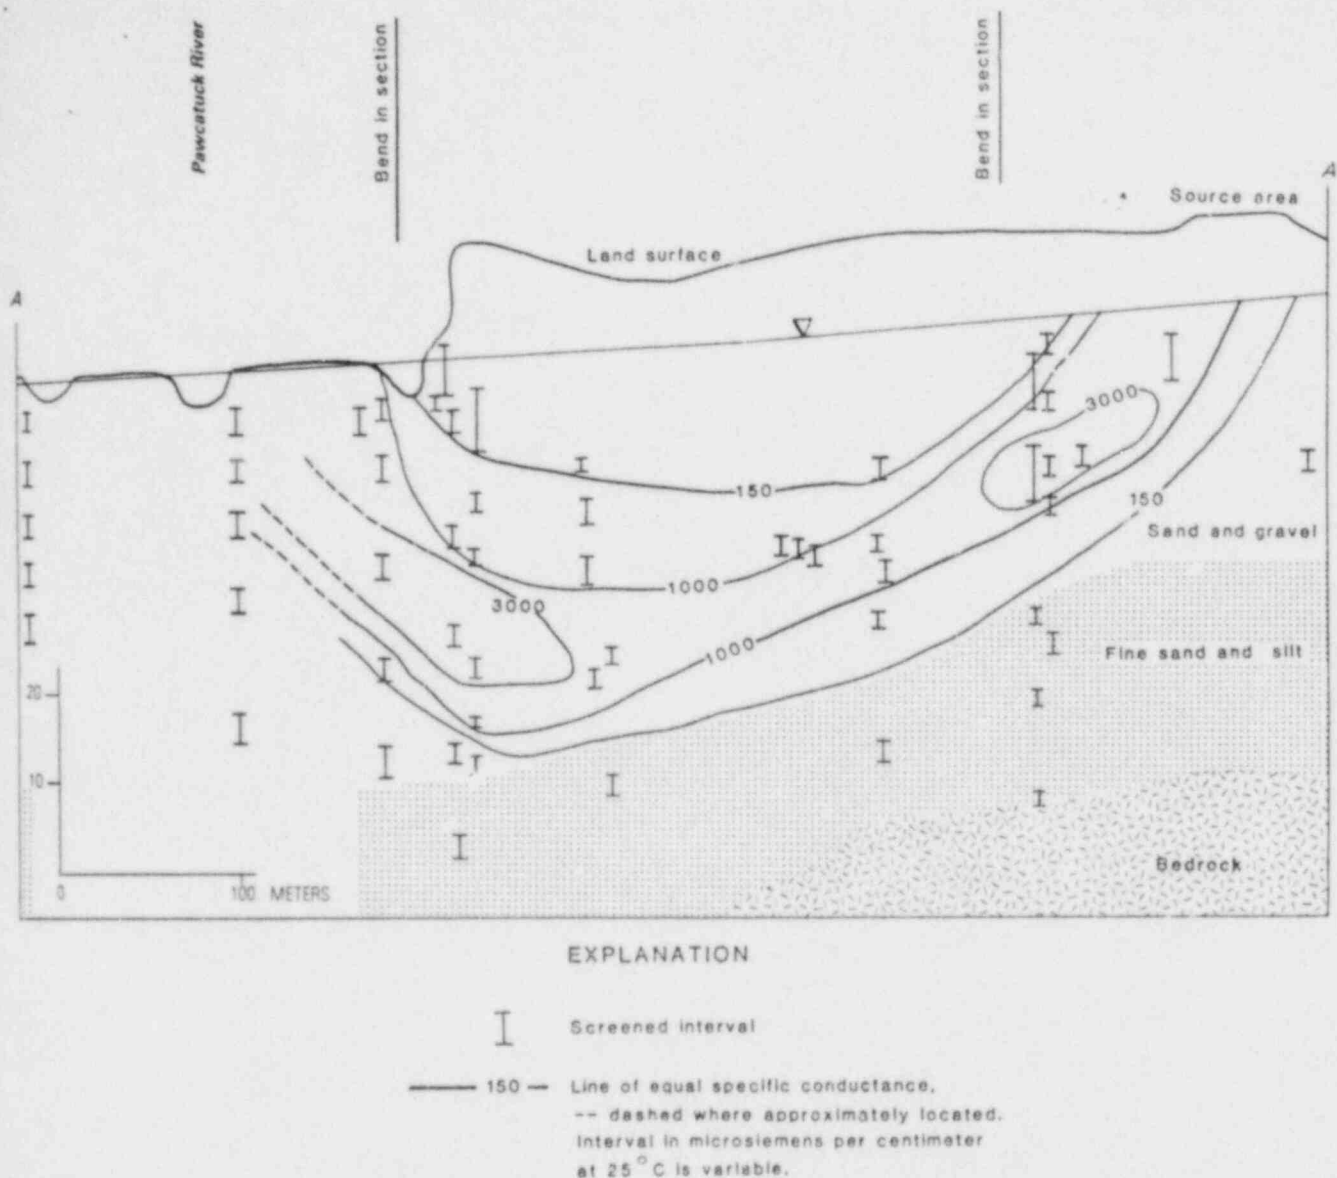 Pawcatuck River
Bend in section
Bend in section
A
Source area
Land surface
A
3000
150
150
Sand and gravel
1000
3000
1000
Fine sand and silt
20
10
Bedrock
0 100 METERS
EXPLANATION
Screened interval
150 Line of equal specific conductance,
-- dashed where approximately located.
Interval in microsiemens per centimeter
at 25°C is variable.